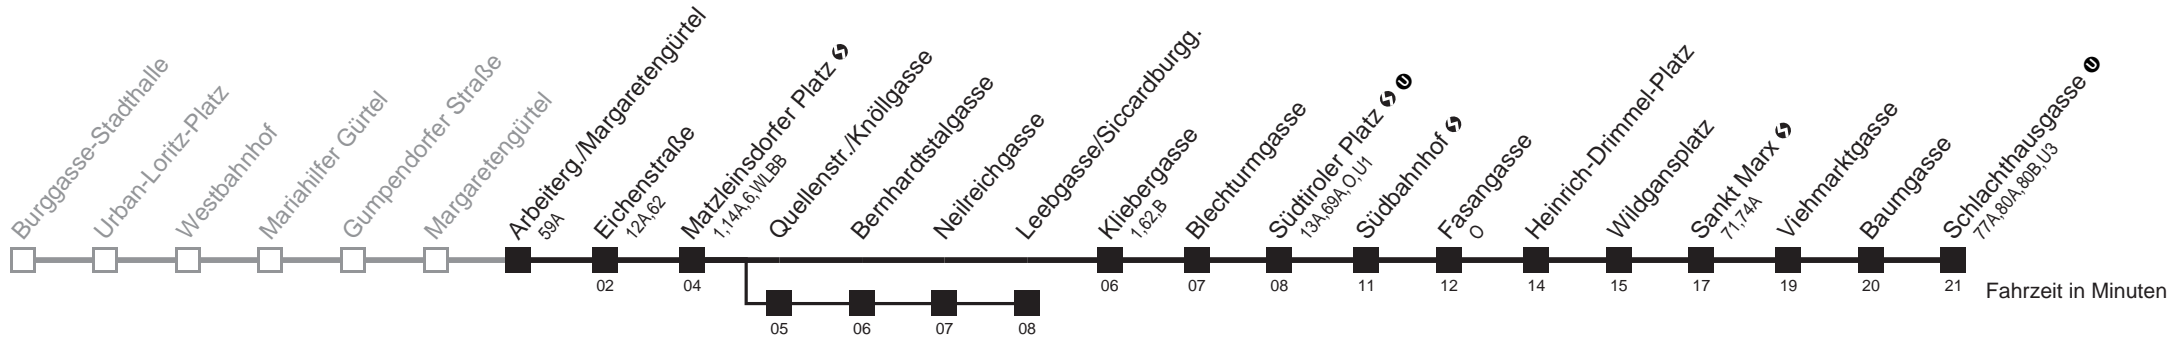 Burggasse-Stadthalle
Urban-Loritz-Platz
Westbahnhof
Mariahilfer Gürtel
Gumpendorfer Straße
Margaretengürtel
Arbeiterg./Margaretengürtel
59A
Eichenstraße
12A,62
Matzleinsdorfer Platz
1,14A,6,WLBB
Quellenstr./Knöllgasse
Bernhardtstalgasse
Neilreichgasse
Leebgasse/Siccardburgg.
Kliebergasse
1,62,B
Blechturmgasse
Südtiroler Platz U
13A,69A,O,U1
Südbahnhof
Fasangasse
O
Heinrich-Drimmel-Platz
Wildgansplatz
Sankt Marx
71,74A
Viehmarktgasse
Baumgasse
Schlachthausgasse U
77A,80A,80B,U3
02 04 06 07 08 11 12 14 15 17 19 20 21
Fahrzeit in Minuten
05 06 07 08